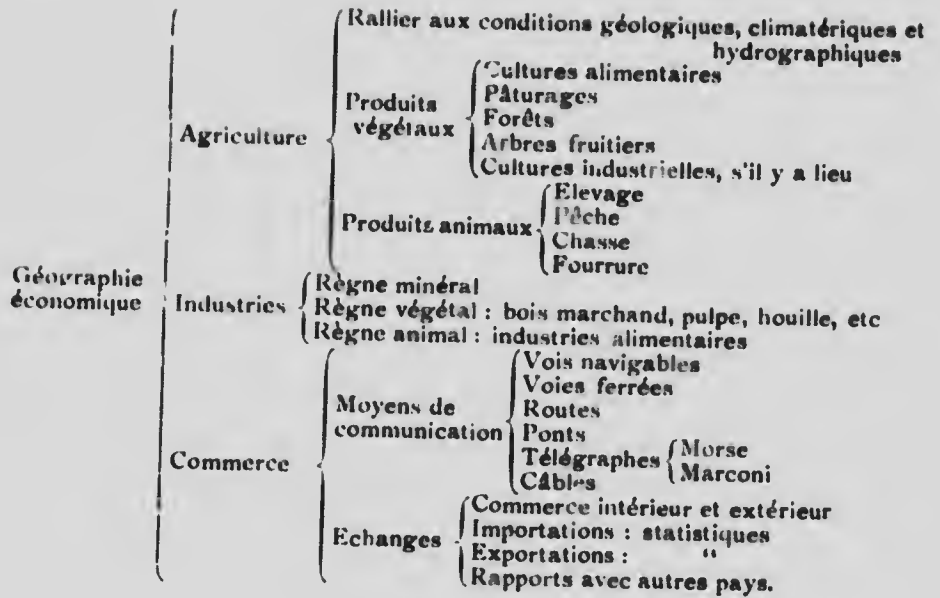 Rallier aux conditions géologiques, climatériques et
hydrographiques
Produits
végétaux
Cultures alimentaires
Pâturages
Forêts
Arbres fruitiers
Cultures industrielles, s'il y a lieu
Agriculture
Produits animaux
Elevage
Pêche
Chasse
Fourrure
Géographie
économique
Industries
Règne minéral
Règne végétal : bois marchand, pulpe, houille, etc
Règne animal : industries alimentaires
Commerce
Moyens de
communication
Vois navigables
Voies ferrées
Routes
Ponts
Télégraphes
Morse
Marconi
Câbles
Echanges
Commerce intérieur et extérieur
Importations : statistiques
Exportations : "
Rapports avec autres pays.